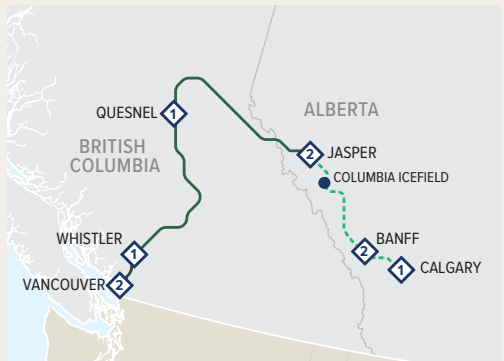 QUESNEL
1
ALBERTA
BRITISH
COLUMBIA
2
JASPER
COLUMBIA ICEFIELD
WHISTLER
1
BANFF
2
CALGARY
1
VANCOUVER
2